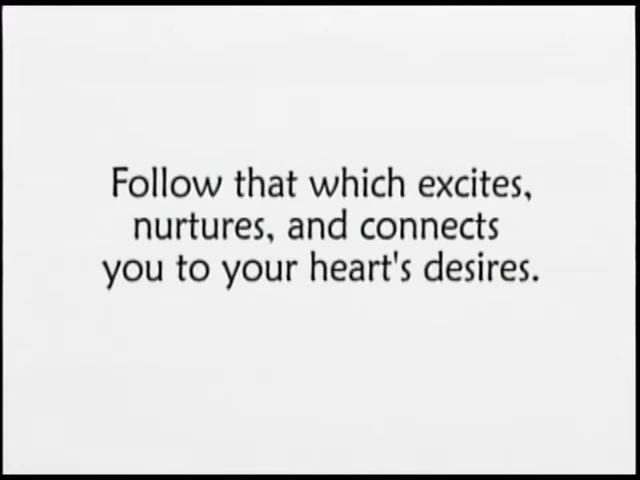 Follow that which excites,
nurtures, and connects
you to your heart's desires.